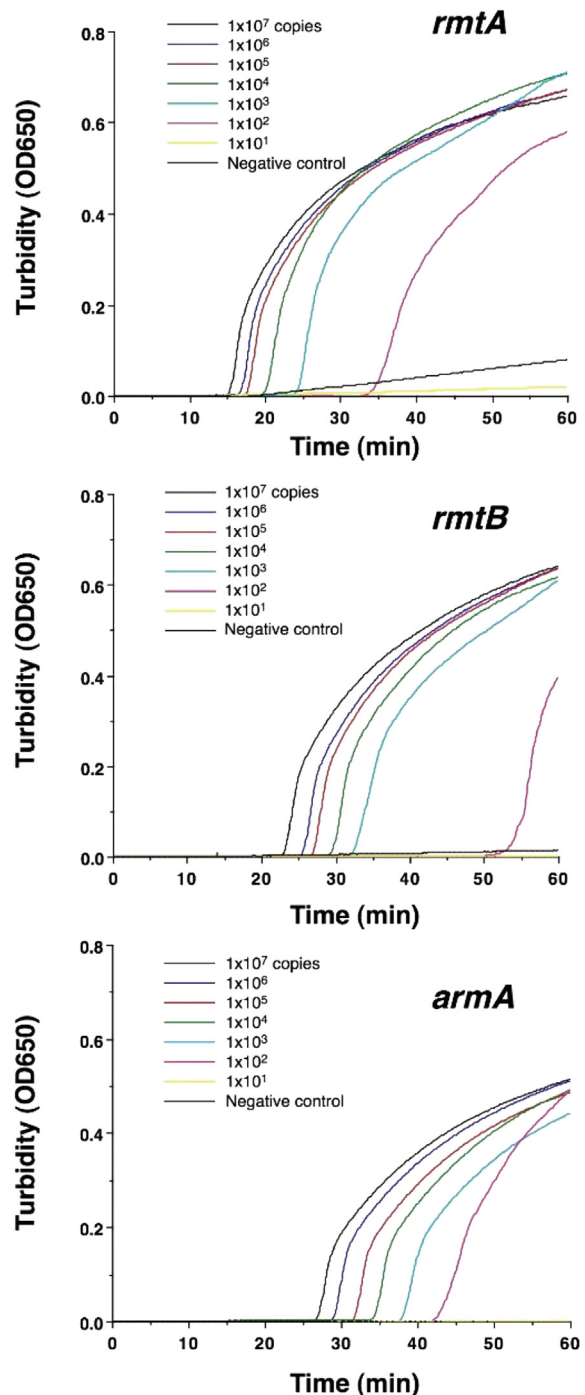 rmtA
Turbidity (OD650)
0.8
0.6
0.4
0.2
0.0
1x10⁷ copies
1x10⁶
1x10⁵
1x10⁴
1x10³
1x10²
1x10¹
Negative control
0 10 20 30 40 50 60
Time (min)
rmtB
Turbidity (OD650)
0.8
0.6
0.4
0.2
0.0
1x10⁷ copies
1x10⁶
1x10⁵
1x10⁴
1x10³
1x10²
1x10¹
Negative control
0 10 20 30 40 50 60
Time (min)
armA
Turbidity (OD650)
0.8
0.6
0.4
0.2
0.0
1x10⁷ copies
1x10⁶
1x10⁵
1x10⁴
1x10³
1x10²
1x10¹
Negative control
0 10 20 30 40 50 60
Time (min)